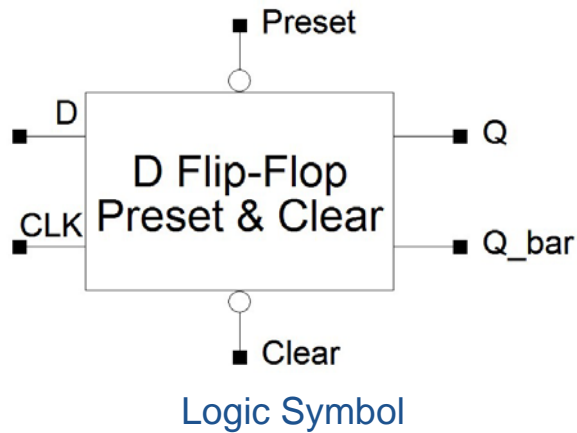 Preset
D
D Flip-Flop
Preset & Clear
CLK
Q
Q_bar
Clear
Logic Symbol